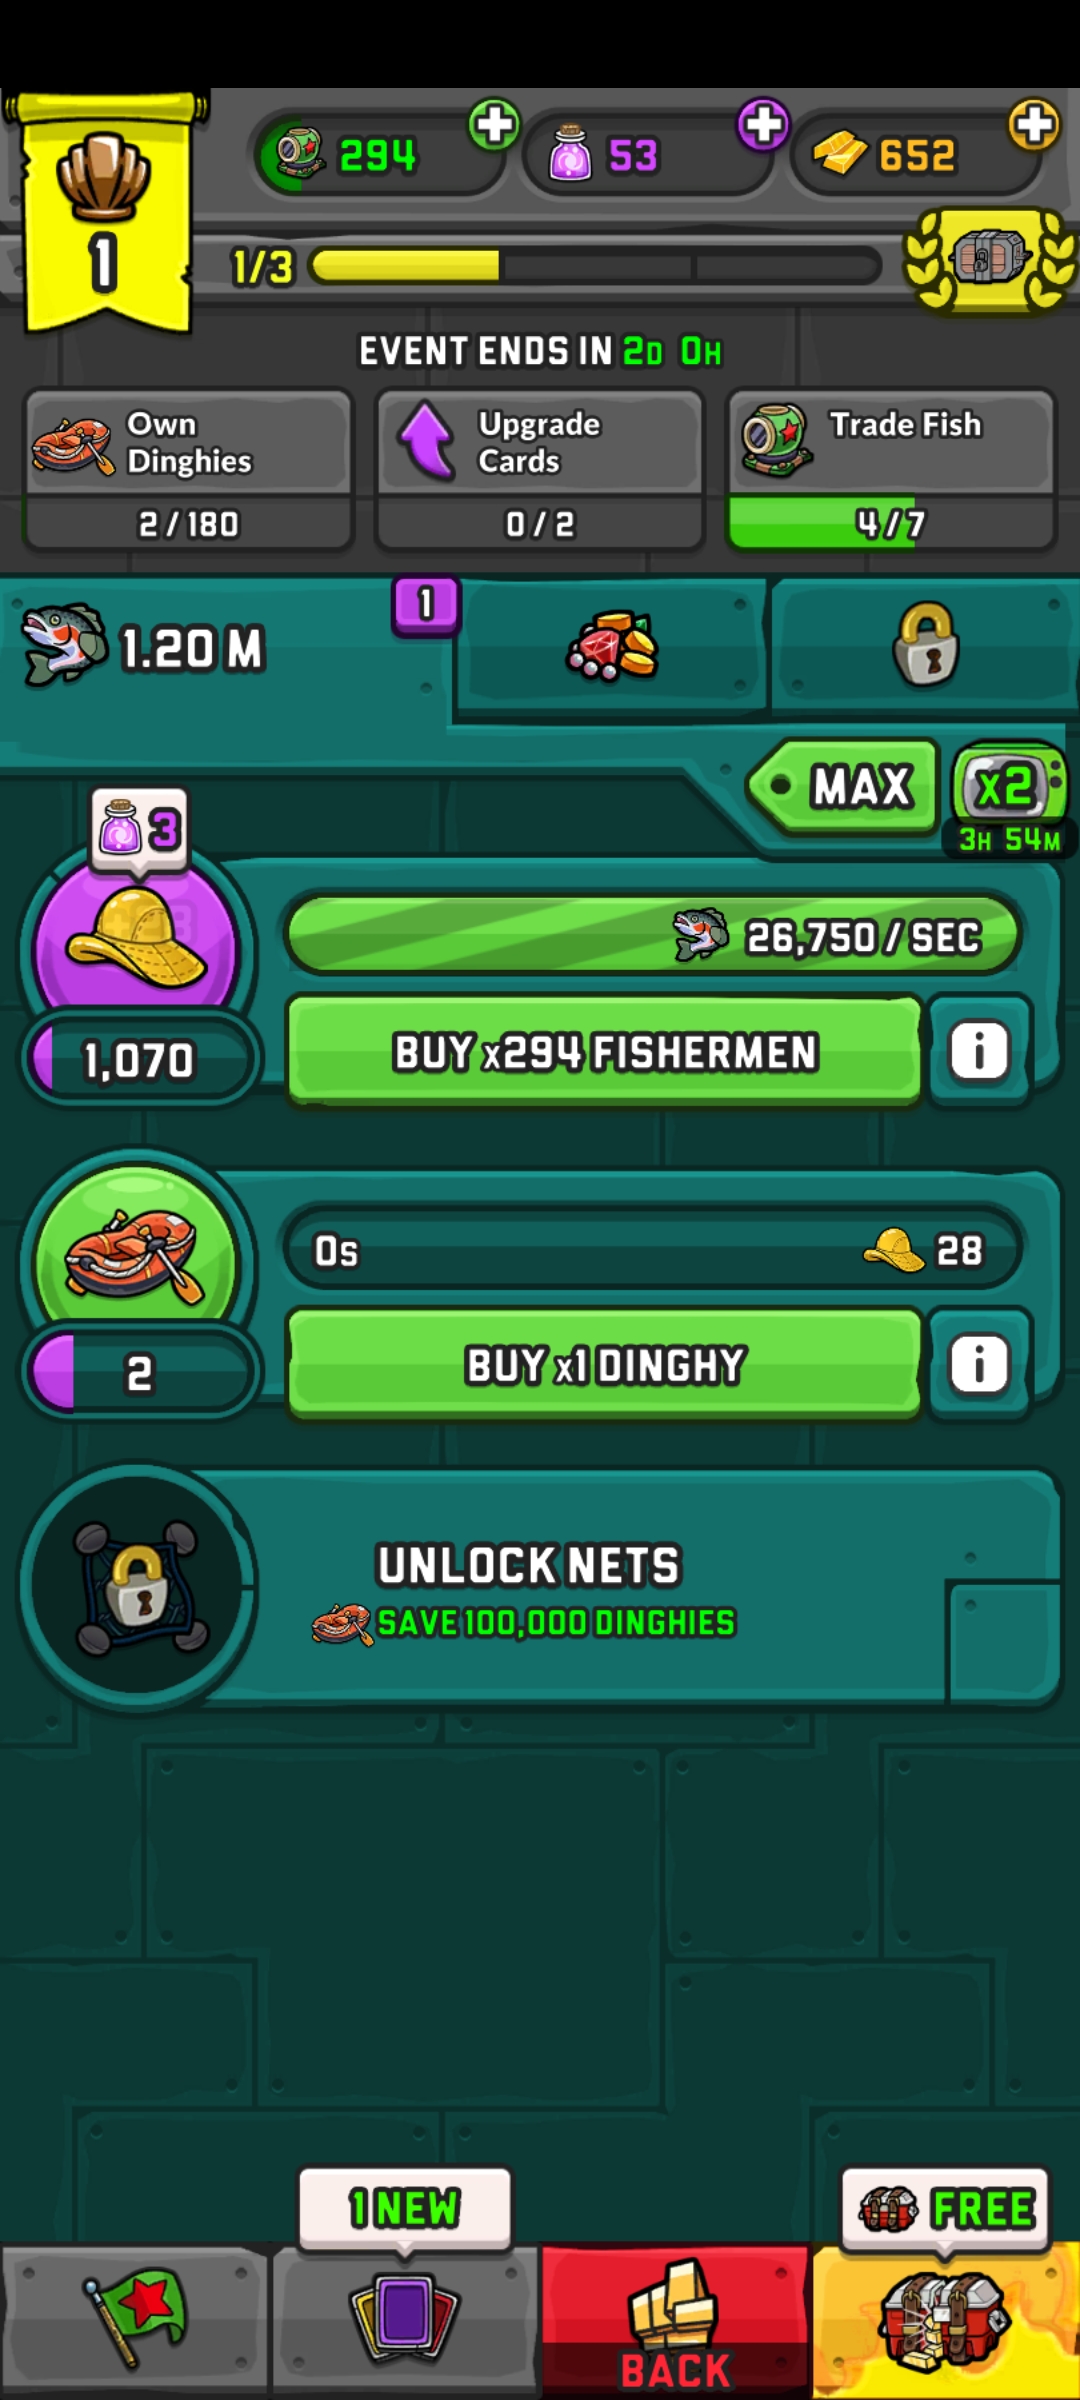 294
53
652
1
1/3
EVENT ENDS IN 2D 0H
Own
Dinghies
2 / 180
Upgrade
Cards
0 / 2
Trade Fish
4 / 7
1.20 M
1
MAX
x2
3H 54M
3
26,750 / SEC
1,070
BUY x294 FISHERMEN
i
0s
28
2
BUY x1 DINGHY
i
UNLOCK NETS
SAVE 100,000 DINGHIES
1 NEW
FREE
BACK